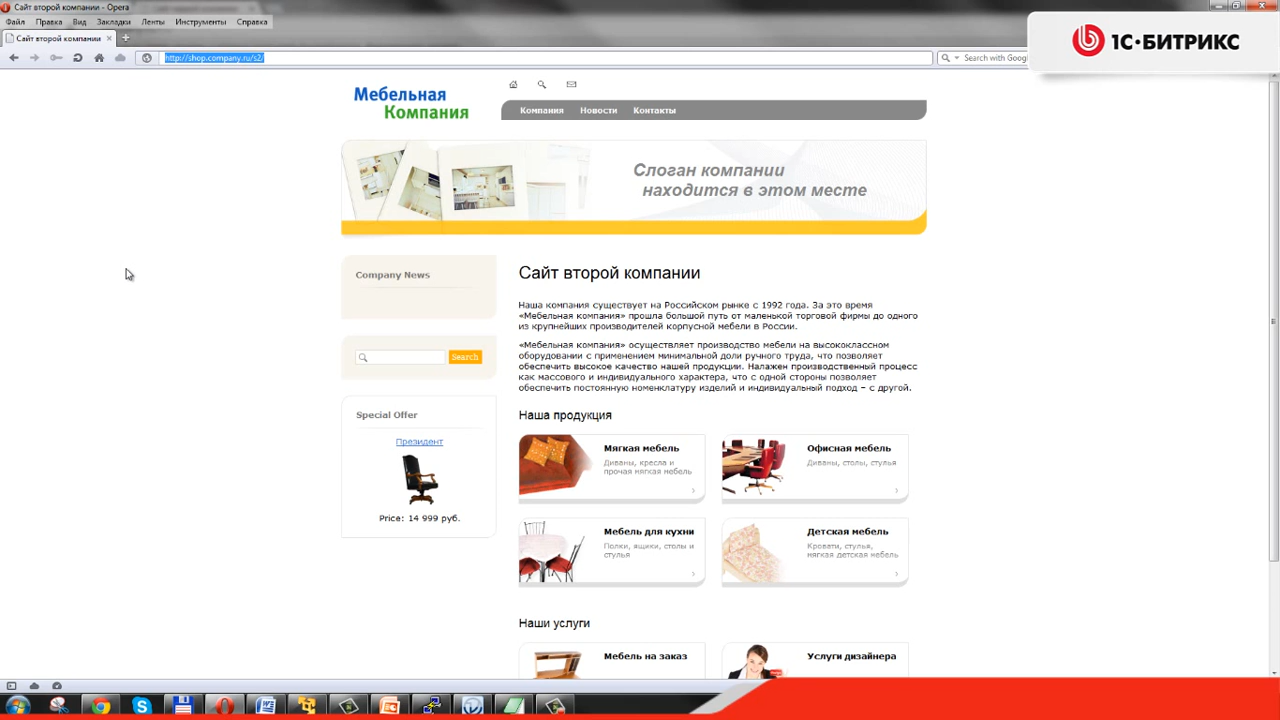 Сайт второй компании - Opera
Файл Правка Вид Закладки Ленты Инструменты Справка
Сайт второй компании
http://shop.company.ru/s2/
Search with Goog
1С·БИТРИКС
Мебельная
Компания
Компания Новости Контакты
Слоган компании
находится в этом месте
Company News
Search
Special Offer
Президент
Price: 14 999 руб.
Сайт второй компании
Наша компания существует на Российском рынке с 1992 года. За это время
«Мебельная компания» прошла большой путь от маленькой торговой фирмы до одного
из крупнейших производителей корпусной мебели в России.
«Мебельная компания» осуществляет производство мебели на высококлассном
оборудовании с применением минимальной доли ручного труда, что позволяет
обеспечить высокое качество нашей продукции. Налажен производственный процесс
как массового и индивидуального характера, что с одной стороны позволяет
обеспечить постоянную номенклатуру изделий и индивидуальный подход – с другой.
Наша продукция
Мягкая мебель
Диваны, кресла и
прочая мягкая мебель
Офисная мебель
Диваны, столы, стулья
Мебель для кухни
Полки, ящики, столы и
стулья
Детская мебель
Кровати, стулья,
мягкая детская мебель
Наши услуги
Мебель на заказ
Услуги дизайнера